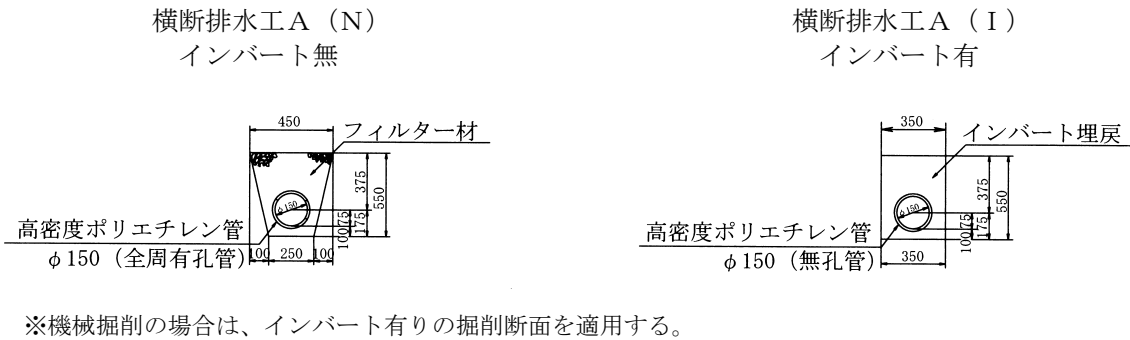 横断排水工A（N）
インバート無
450
フィルター材
375
550
φ150
75
175
100
高密度ポリエチレン管
φ150（全周有孔管）
100
250
100
横断排水工A（I）
インバート有
350
インバート埋戻
375
550
φ150
75
175
100
高密度ポリエチレン管
φ150（無孔管）
350
※機械掘削の場合は、インバート有りの掘削断面を適用する。